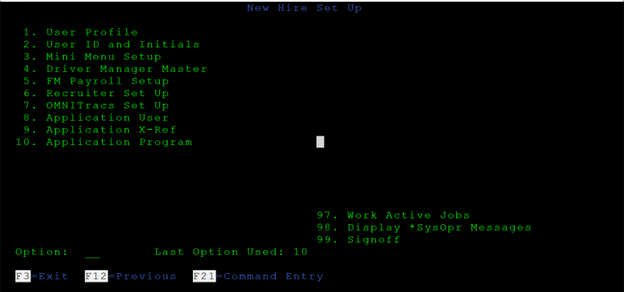 New Hire Set Up
1. User Profile
2. User ID and Initials
3. Mini Menu Setup
4. Driver Manager Master
5. FM Payroll Setup
6. Recruiter Set Up
7. OMNITracs Set Up
8. Application User
9. Application X-Ref
10. Application Program
97. Work Active Jobs
98. Display *SysOpr Messages
99. Signoff
Option: __ Last Option Used: 10
F3=Exit F12=Previous F21=Command Entry